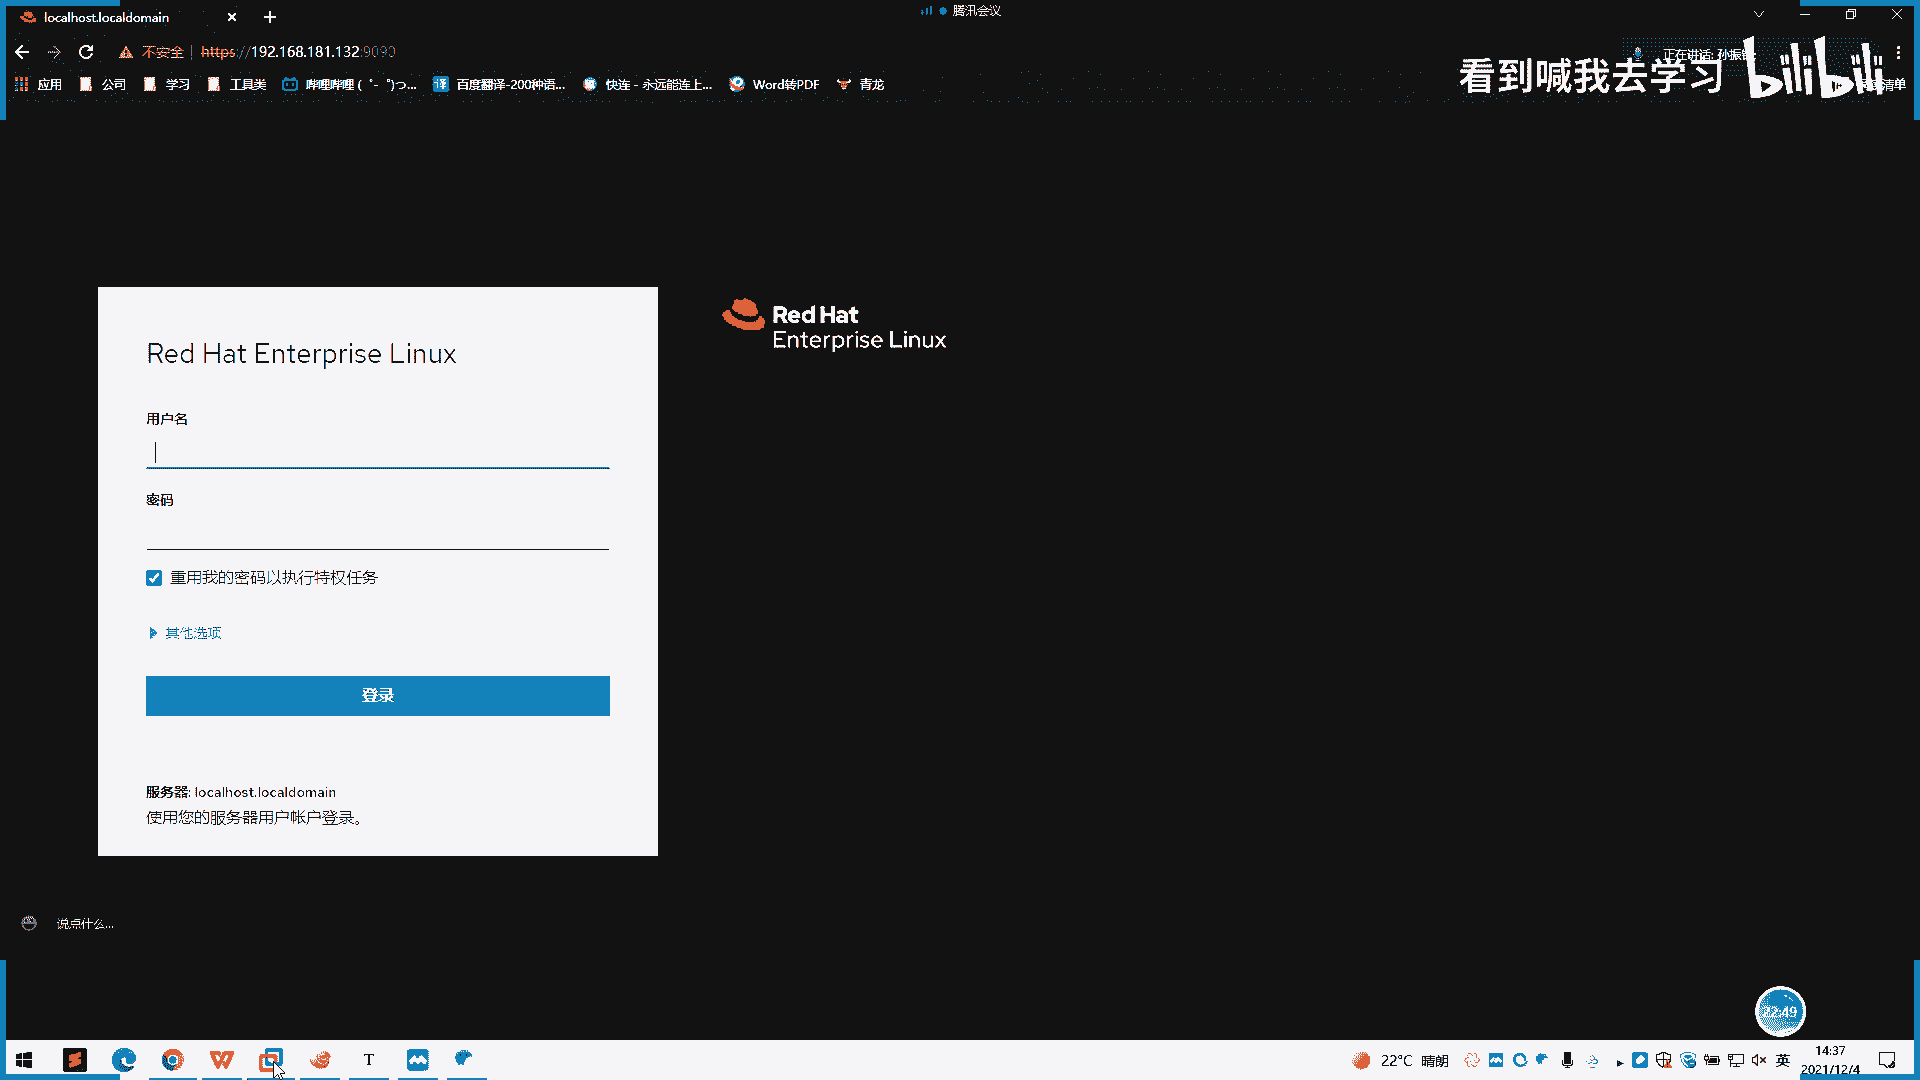 localhost.localdomain
腾讯会议
不安全 | https://192.168.181.132:9090
正在讲话: 孙振
应用 公司 学习 工具类 哔哩哔哩 ( ゜- ゜)つ... 百度翻译-200种语... 快连 - 永远能连上... Word转PDF 青龙
看到喊我去学习 bilibili
清单
Red Hat
Enterprise Linux
Red Hat Enterprise Linux
用户名
密码
重用我的密码以执行特权任务
其他选项
登录
服务器: localhost.localdomain
使用您的服务器用户帐户登录。
说点什么...
22:49
22°C 晴朗
英
14:37
2021/12/4